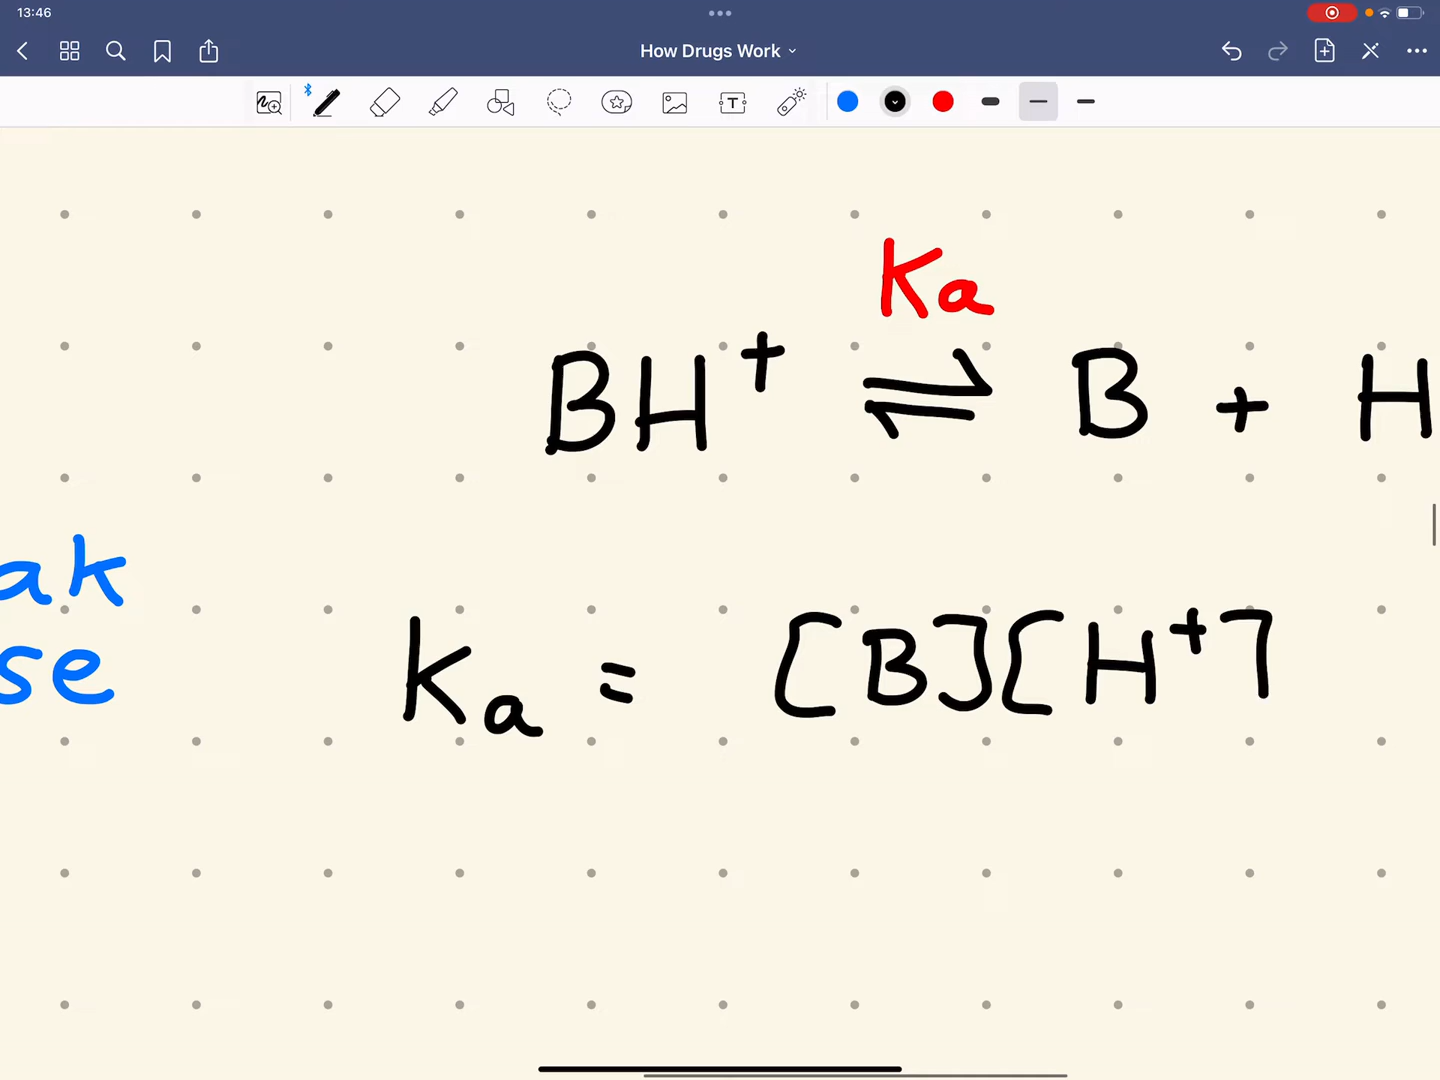 13:46
How Drugs Work
T
Ka
BH⁺ ⇌ B + H
ak
se
Ka = [B][H⁺]